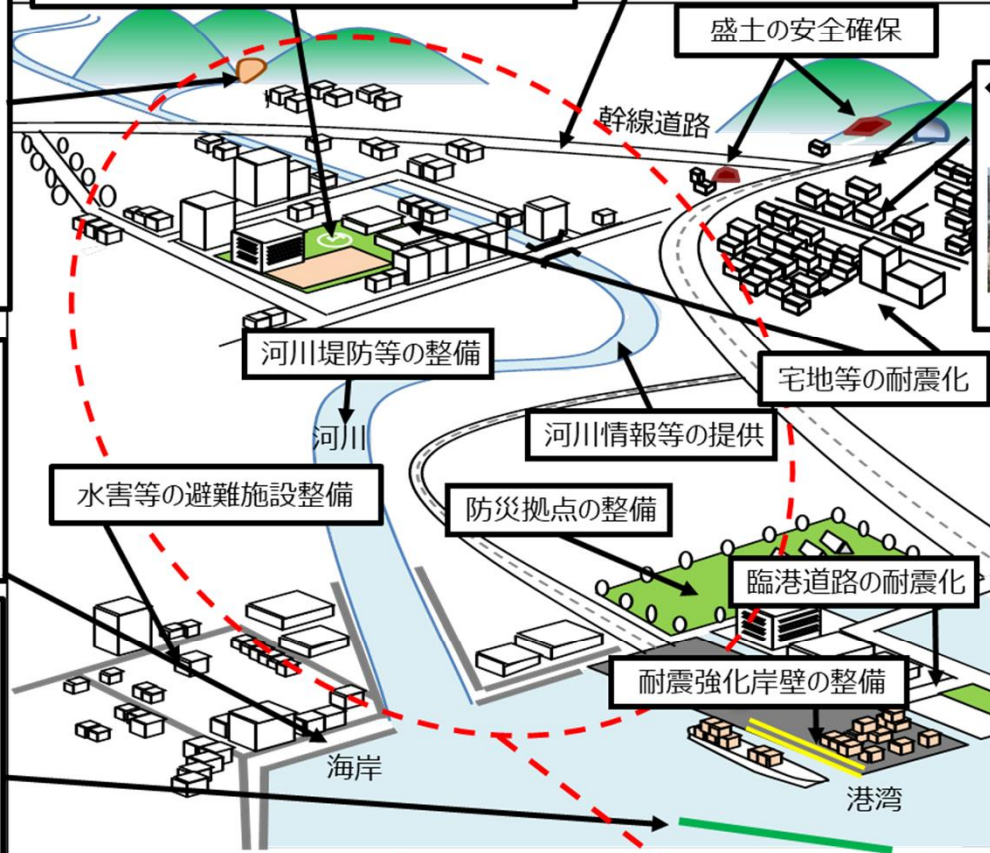 盛土の安全確保
幹線道路
河川堤防等の整備
宅地等の耐震化
河川情報等の提供
河川
水害等の避難施設整備
防災拠点の整備
臨港道路の耐震化
耐震強化岸壁の整備
海岸
港湾